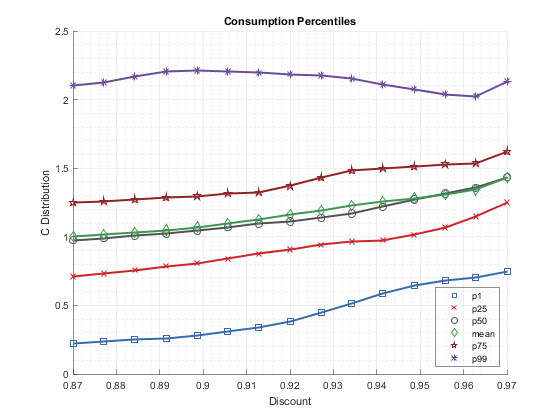 Consumption Percentiles
2.5
2
1.5
1
0.5
0
C Distribution
0.87 0.88 0.89 0.9 0.91 0.92 0.93 0.94 0.95 0.96 0.97
Discount
p1
p25
p50
mean
p75
p99